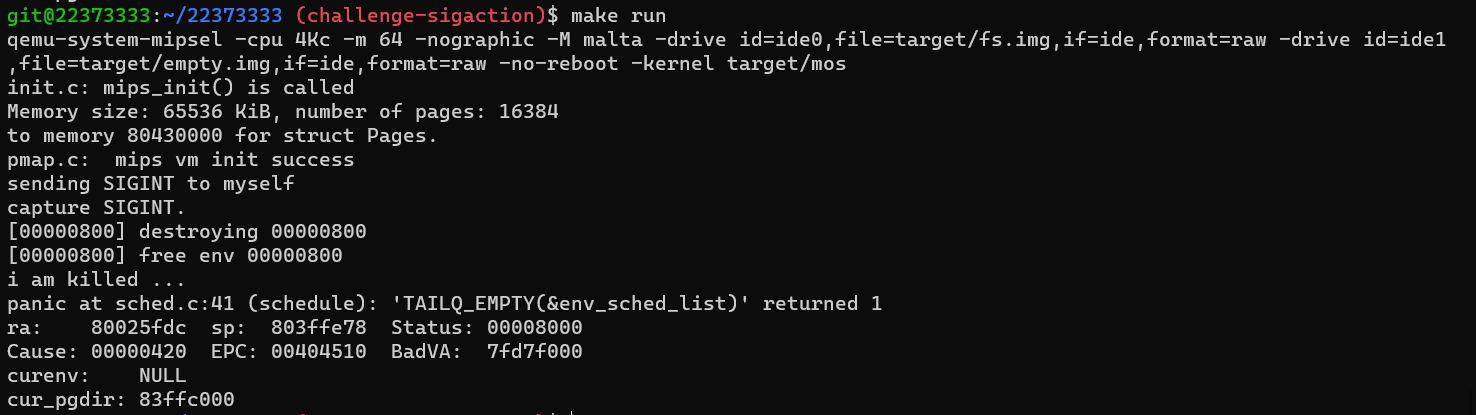 git@22373333:~/22373333 (challenge-sigaction)$ make run
qemu-system-mipsel -cpu 4Kc -m 64 -nographic -M malta -drive id=ide0,file=target/fs.img,if=ide,format=raw -drive id=ide1
,file=target/empty.img,if=ide,format=raw -no-reboot -kernel target/mos
init.c: mips_init() is called
Memory size: 65536 KiB, number of pages: 16384
to memory 80430000 for struct Pages.
pmap.c:  mips vm init success
sending SIGINT to myself
capture SIGINT.
[00000800] destroying 00000800
[00000800] free env 00000800
i am killed ...
panic at sched.c:41 (schedule): 'TAILQ_EMPTY(&env_sched_list)' returned 1
ra:    80025fdc  sp:  803ffe78  Status: 00008000
Cause: 00000420  EPC: 00404510  BadVA:  7fd7f000
curenv:    NULL
cur_pgdir: 83ffc000